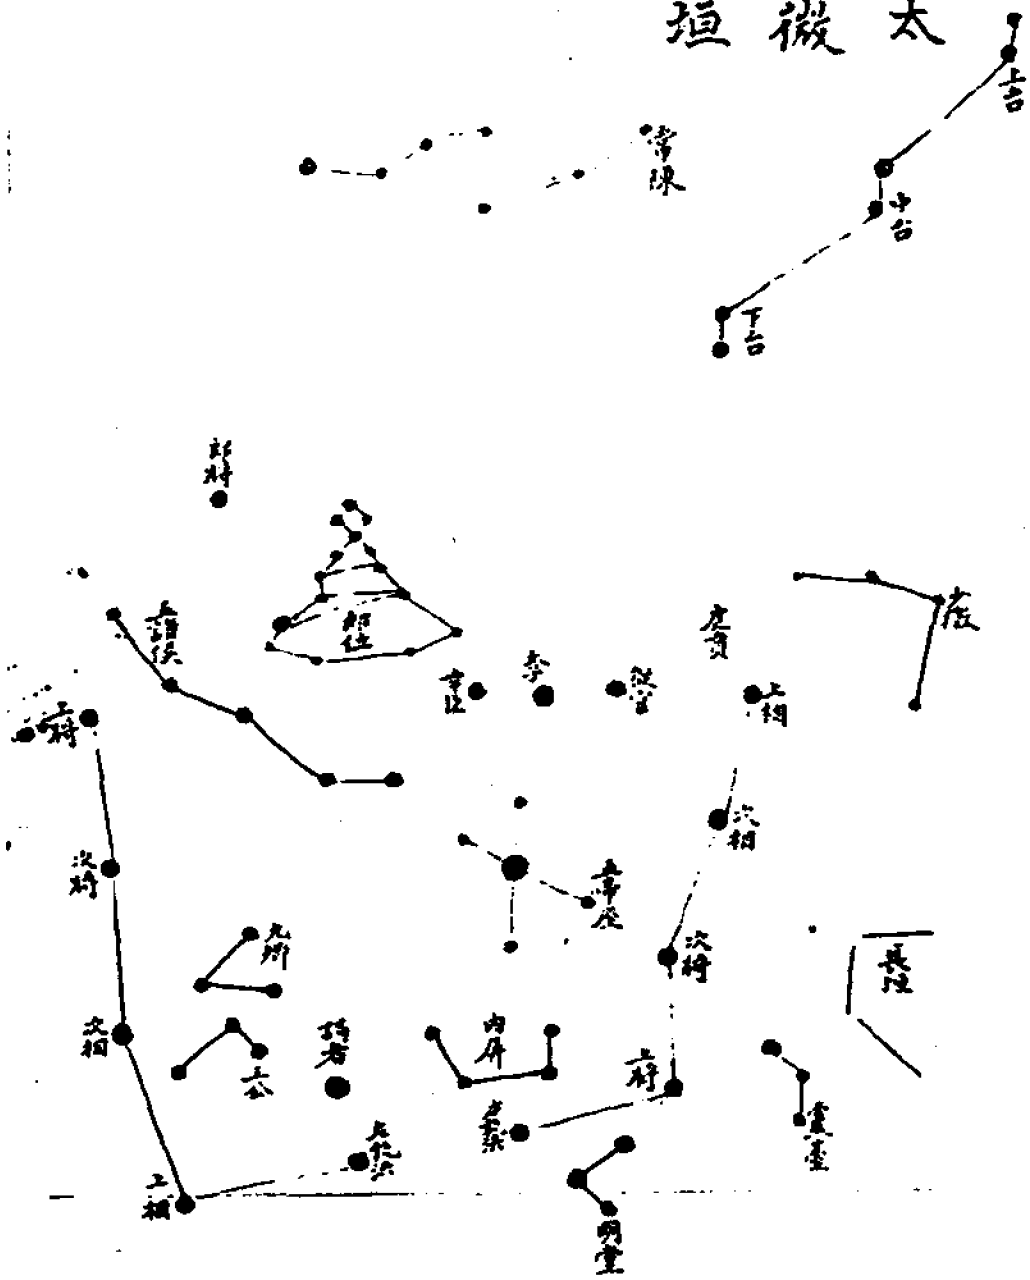 太微垣
上台
常陳
中台
下台
郎將
五諸侯
郎位
虎賁
少微
幸臣
從官
上相
上將
次相
次將
五帝座
九卿
次將
長垣
次相
三公
謁者
內屏
上將
靈臺
右執法
左執法
上相
明堂